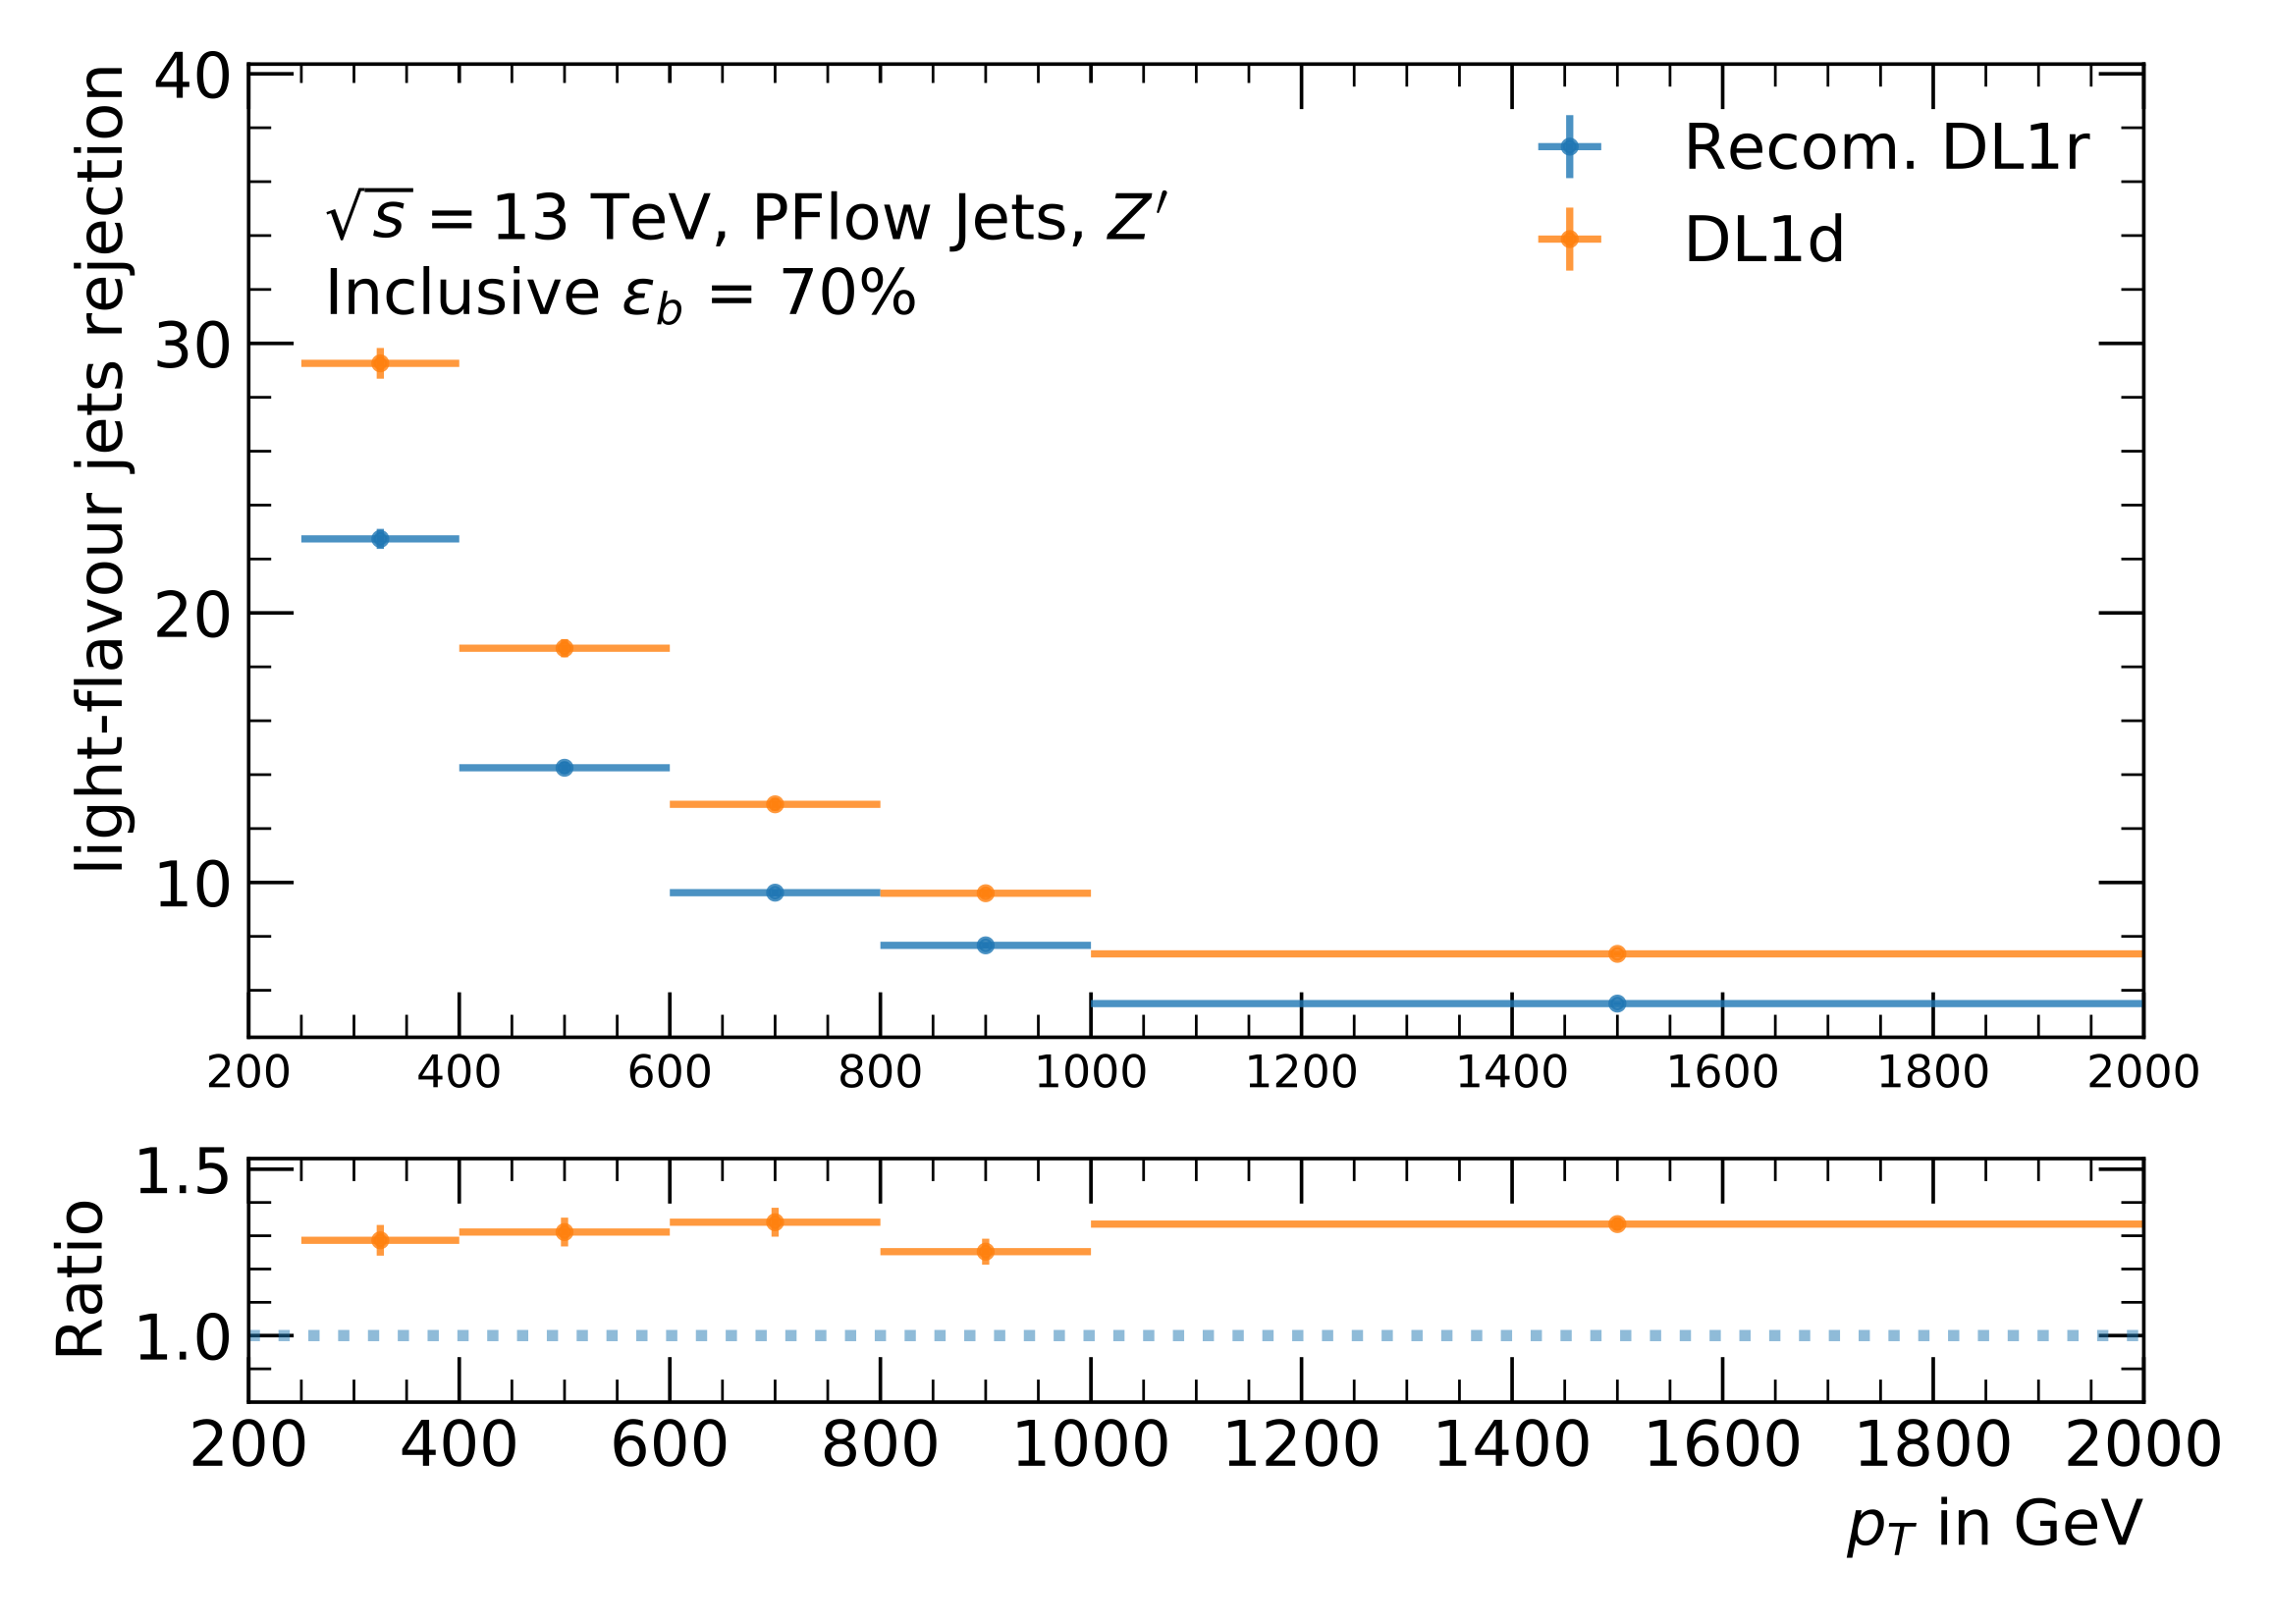 light-flavour jets rejection
40
30
20
10
√s = 13 TeV, PFlow Jets, Z′
Inclusive ε_b = 70%
Recom. DL1r
DL1d
200 400 600 800 1000 1200 1400 1600 1800 2000
Ratio
1.5
1.0
200 400 600 800 1000 1200 1400 1600 1800 2000
p_T in GeV